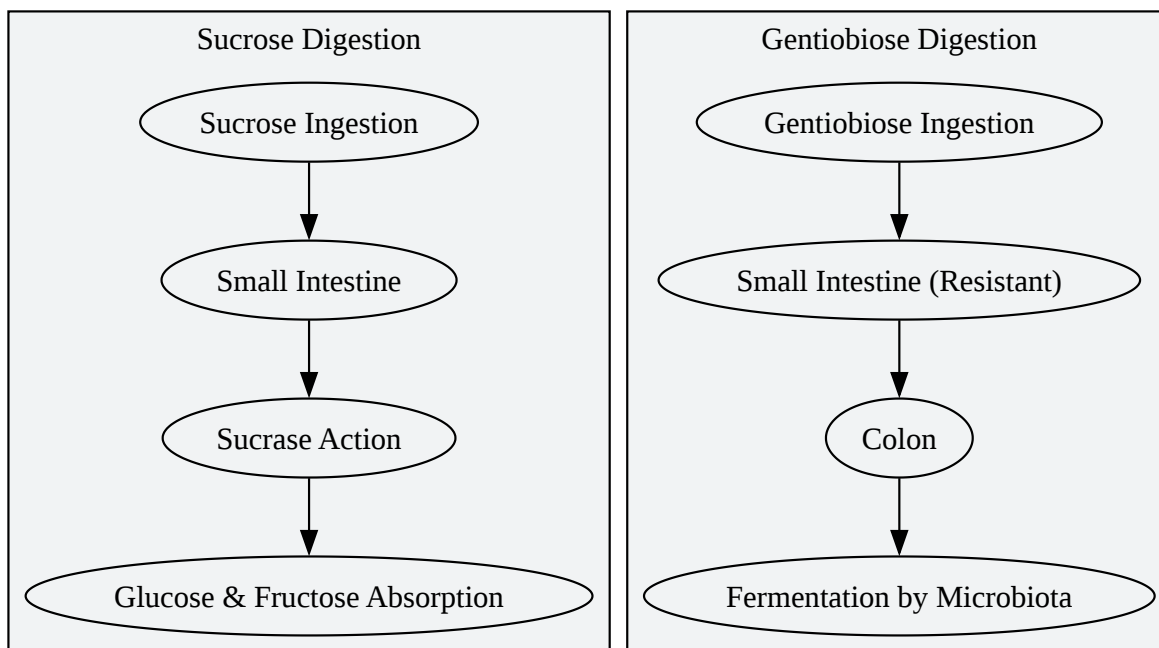 Sucrose Digestion
Sucrose Ingestion
Small Intestine
Sucrase Action
Glucose & Fructose Absorption
Gentiobiose Digestion
Gentiobiose Ingestion
Small Intestine (Resistant)
Colon
Fermentation by Microbiota